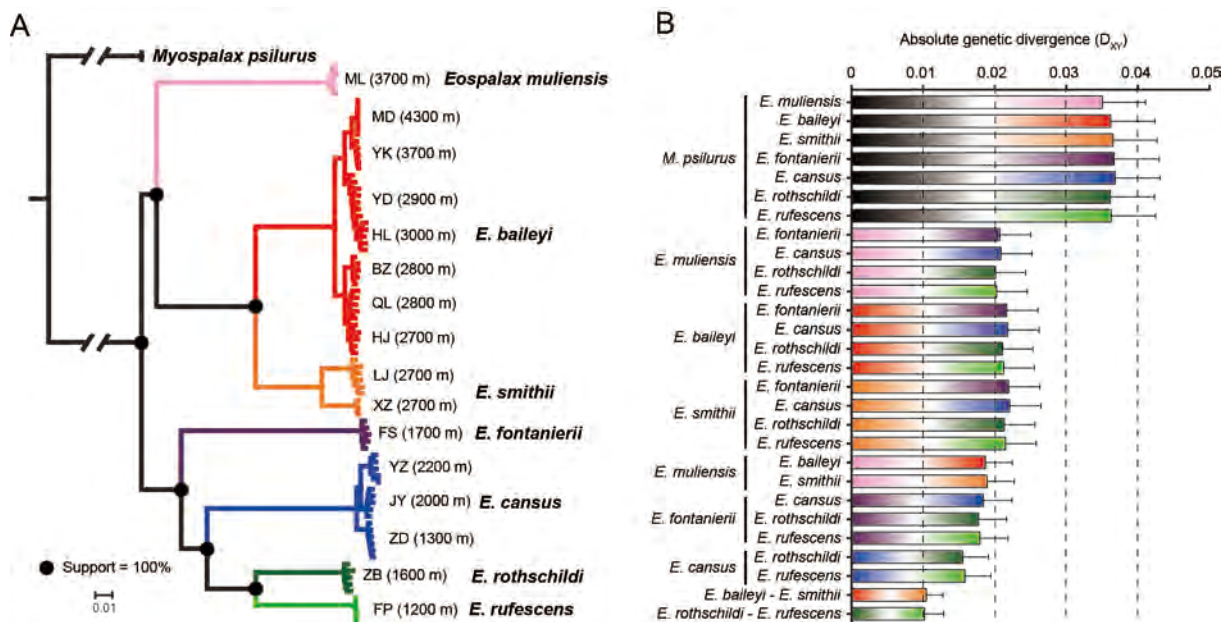 A
Myospalax psilurus
ML (3700 m) Eospalax muliensis
MD (4300 m)
YK (3700 m)
YD (2900 m)
HL (3000 m) E. baileyi
BZ (2800 m)
QL (2800 m)
HJ (2700 m)
LJ (2700 m)
E. smithii
XZ (2700 m)
FS (1700 m) E. fontanierii
YZ (2200 m)
JY (2000 m) E. cansus
ZD (1300 m)
Support = 100%
ZB (1600 m) E. rothschildi
0.01
FP (1200 m) E. rufescens
B
Absolute genetic divergence (DXY)
0 0.01 0.02 0.03 0.04 0.05
M. psilurus
E. muliensis
E. baileyi
E. smithii
E. fontanierii
E. cansus
E. rothschildi
E. rufescens
E. muliensis
E. fontanierii
E. cansus
E. rothschildi
E. rufescens
E. baileyi
E. fontanierii
E. cansus
E. rothschildi
E. rufescens
E. smithii
E. fontanierii
E. cansus
E. rothschildi
E. rufescens
E. muliensis
E. baileyi
E. smithii
E. fontanierii
E. cansus
E. rothschildi
E. rufescens
E. cansus
E. rothschildi
E. rufescens
E. baileyi - E. smithii
E. rothschildi - E. rufescens